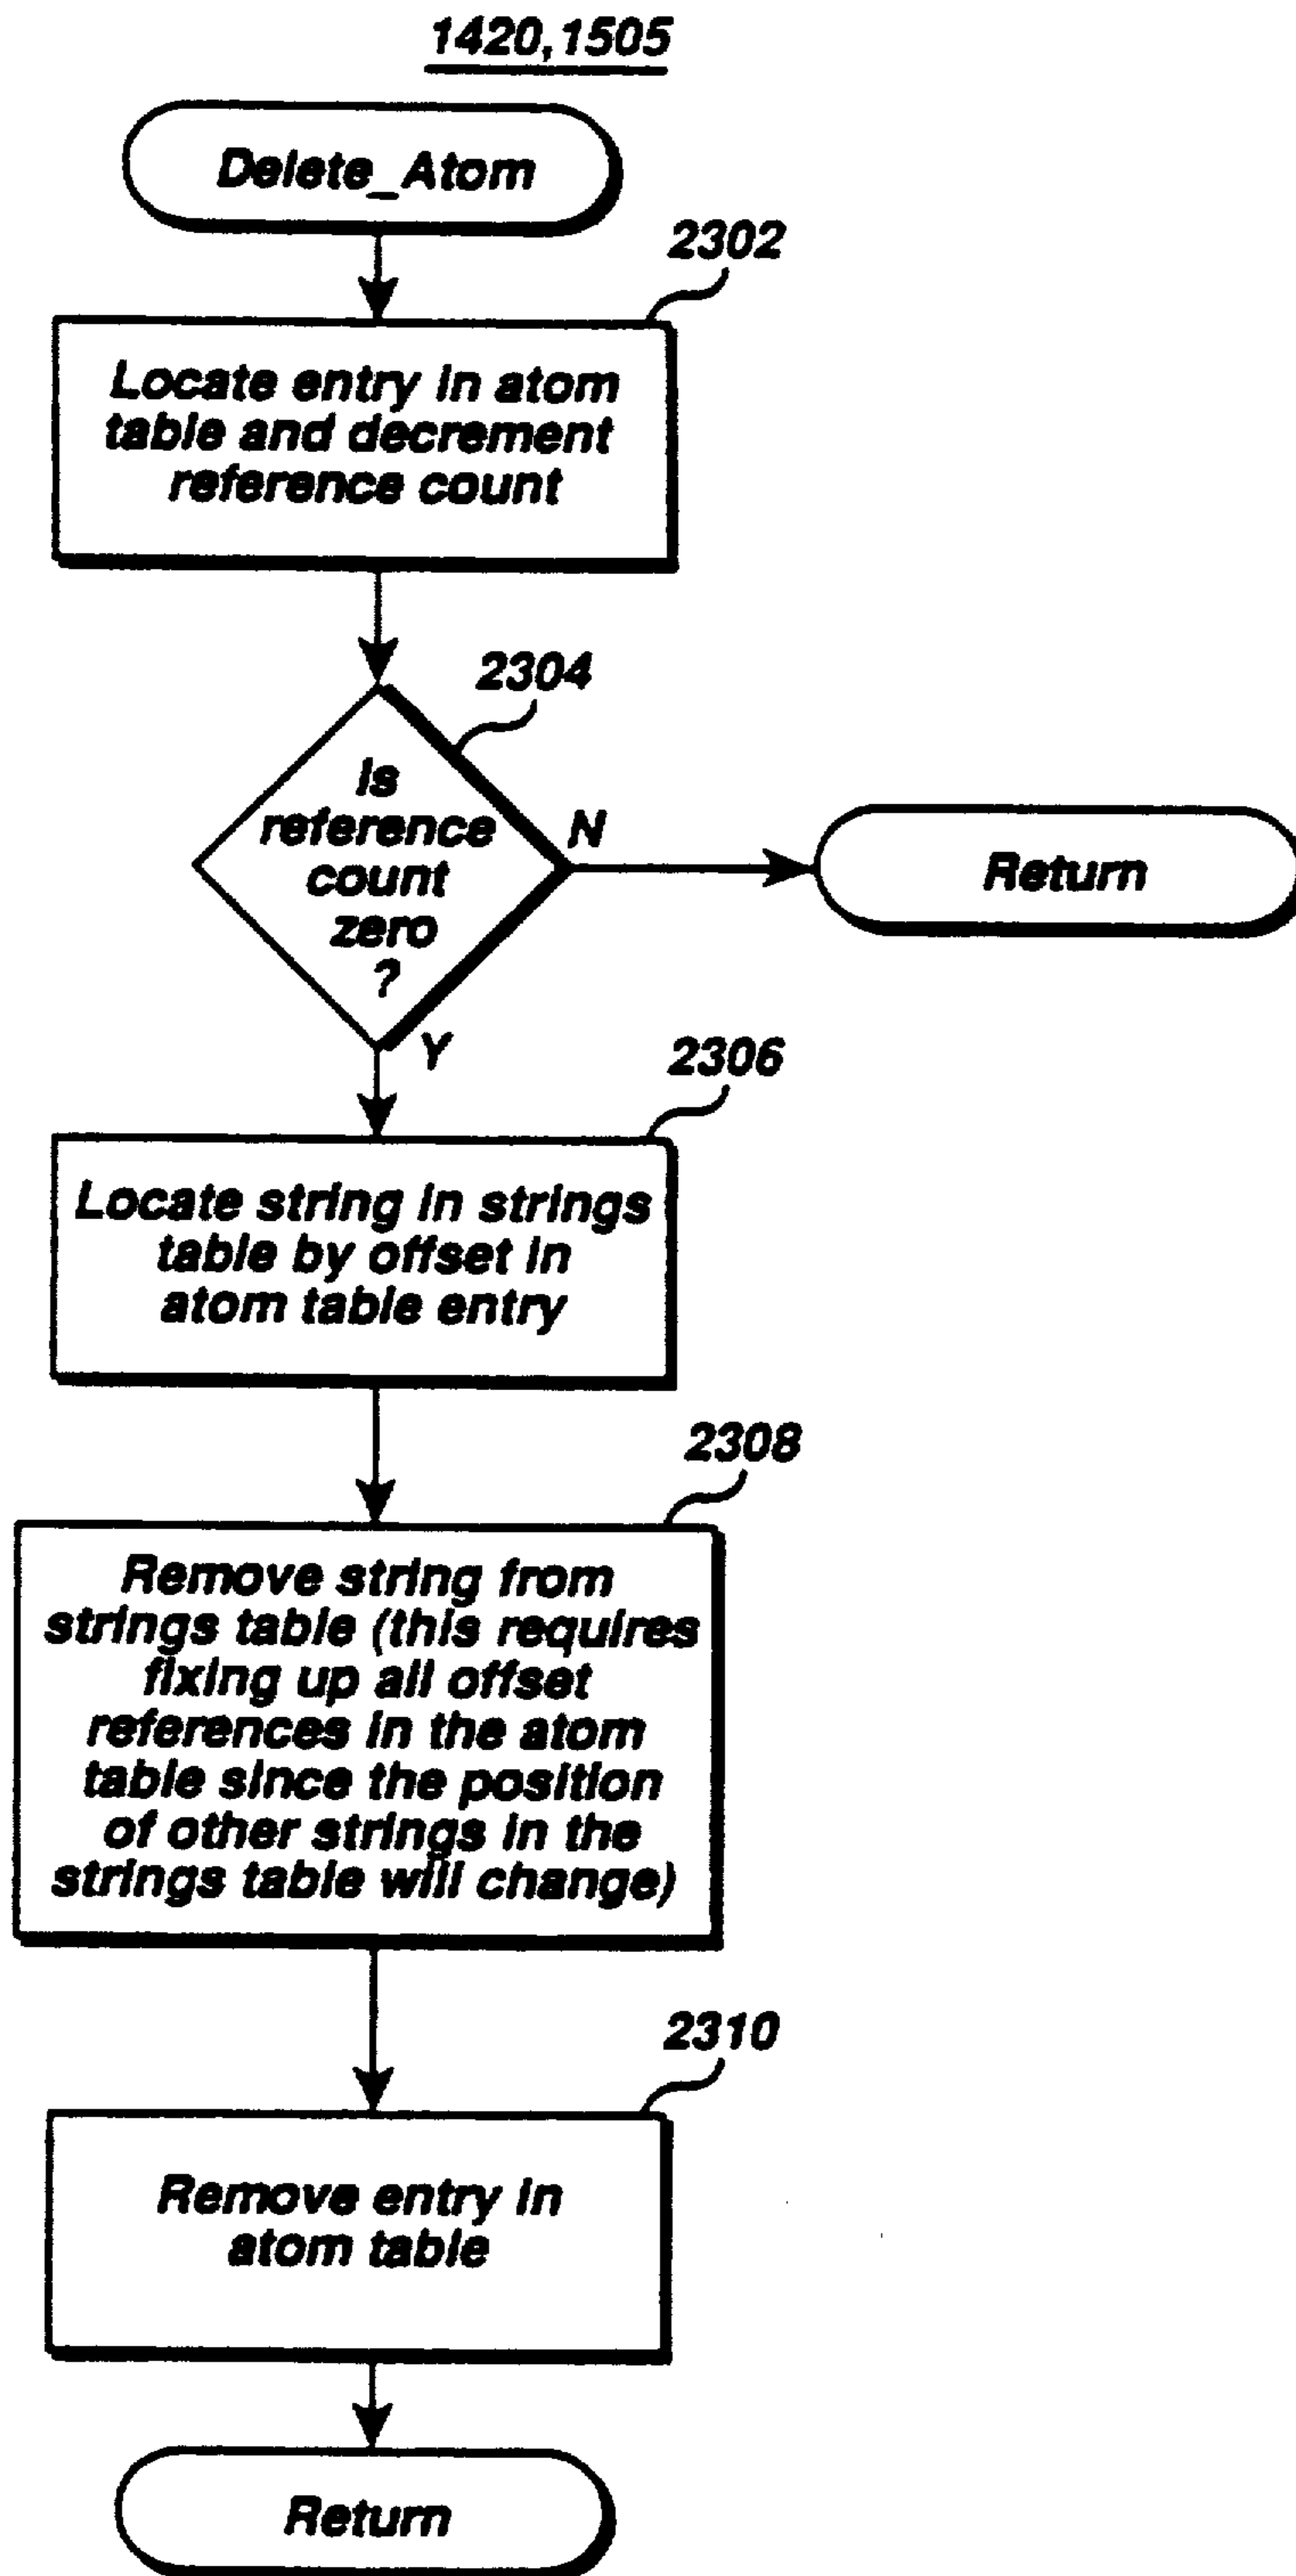 1420,1505
Delete_Atom
2302
Locate entry in atom
table and decrement
reference count
2304
Is
reference
count
zero
?
N
Return
Y
2306
Locate string in strings
table by offset in
atom table entry
2308
Remove string from
strings table (this requires
fixing up all offset
references in the atom
table since the position
of other strings in the
strings table will change)
2310
Remove entry in
atom table
Return